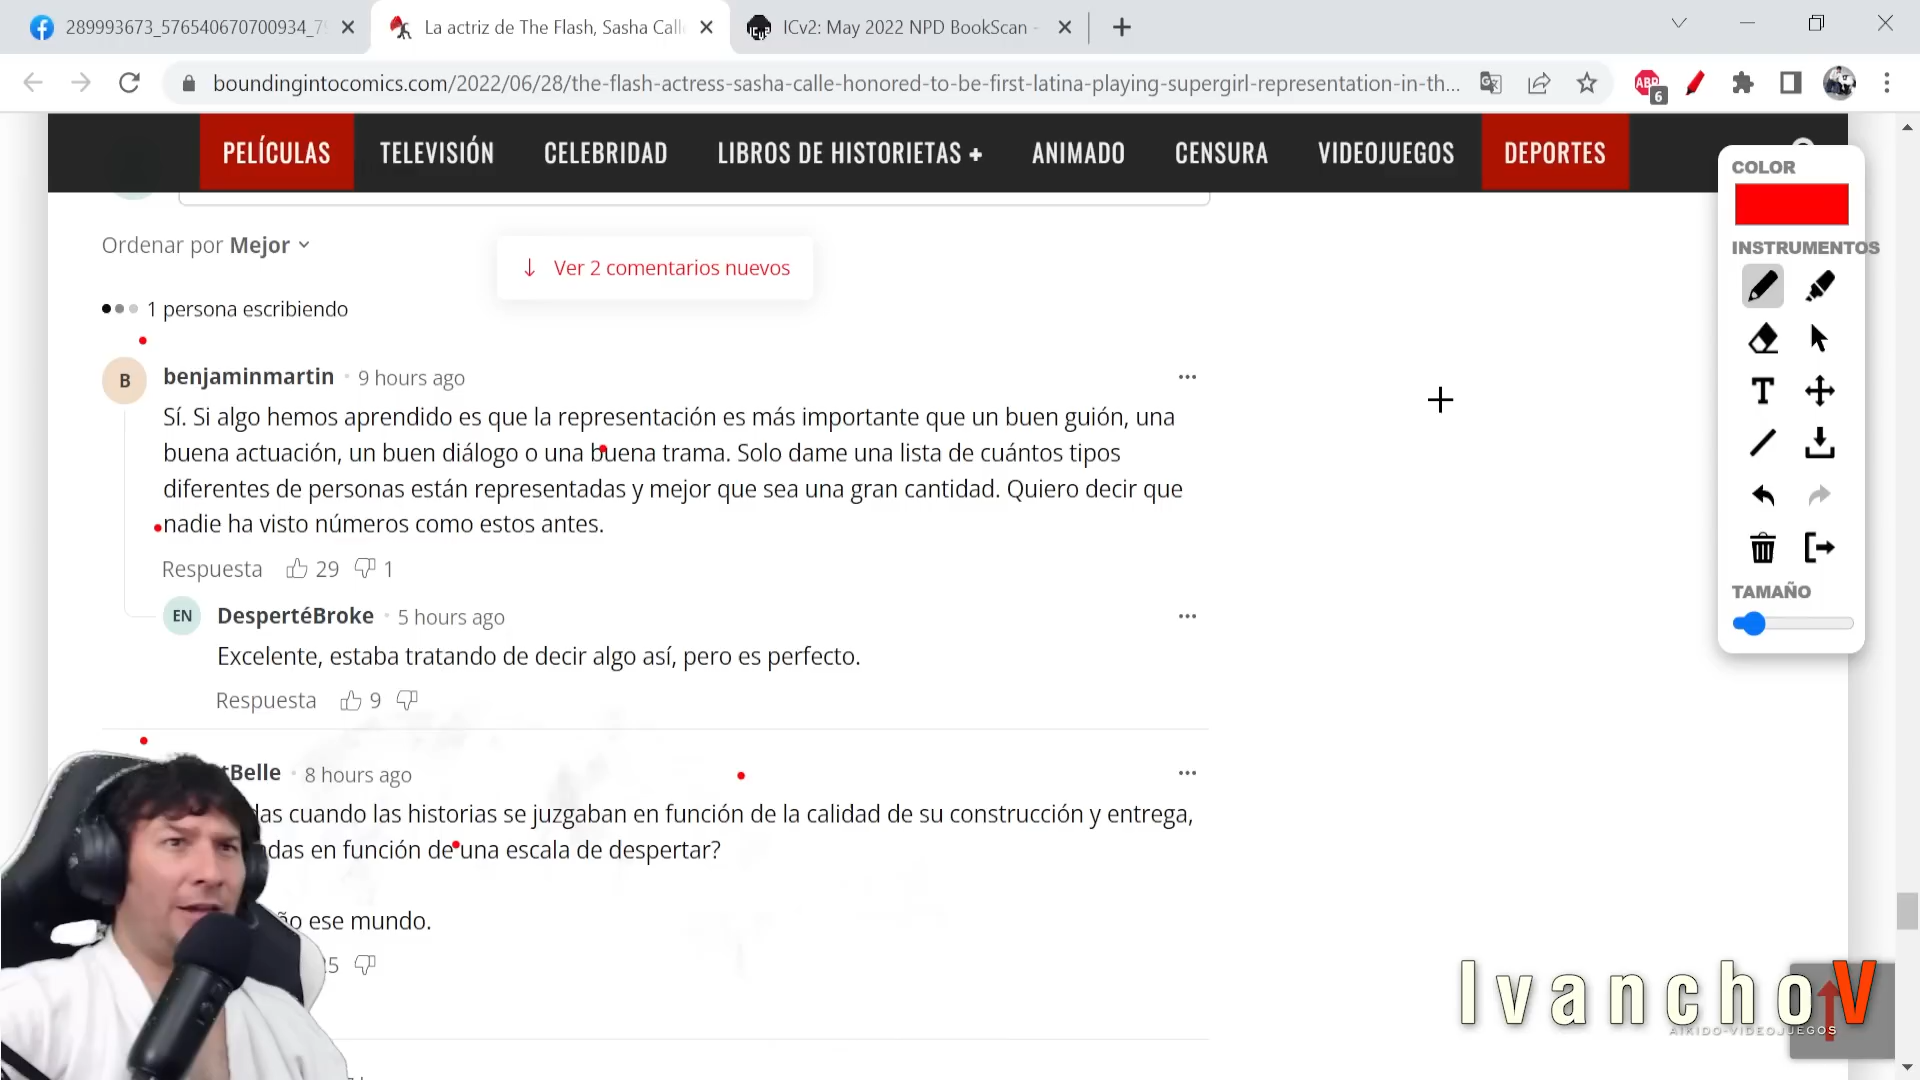 289993673_576540670700934_79
La actriz de The Flash, Sasha Calle
ICv2: May 2022 NPD BookScan -
boundingintocomics.com/2022/06/28/the-flash-actress-sasha-calle-honored-to-be-first-latina-playing-supergirl-representation-in-th...
ABP
6
PELÍCULAS
TELEVISIÓN
CELEBRIDAD
LIBROS DE HISTORIETAS +
ANIMADO
CENSURA
VIDEOJUEGOS
DEPORTES
COLOR
INSTRUMENTOS
T
TAMAÑO
Ordenar por Mejor
Ver 2 comentarios nuevos
1 persona escribiendo
B
benjaminmartin · 9 hours ago
Sí. Si algo hemos aprendido es que la representación es más importante que un buen guión, una
buena actuación, un buen diálogo o una buena trama. Solo dame una lista de cuántos tipos
diferentes de personas están representadas y mejor que sea una gran cantidad. Quiero decir que
nadie ha visto números como estos antes.
Respuesta 29 1
EN
DespertéBroke · 5 hours ago
Excelente, estaba tratando de decir algo así, pero es perfecto.
Respuesta 9
tBelle · 8 hours ago
das cuando las historias se juzgaban en función de la calidad de su construcción y entrega,
das en función de una escala de despertar?
ño ese mundo.
25
IvanchoV
AIKIDO-VIDEOJUEGOS